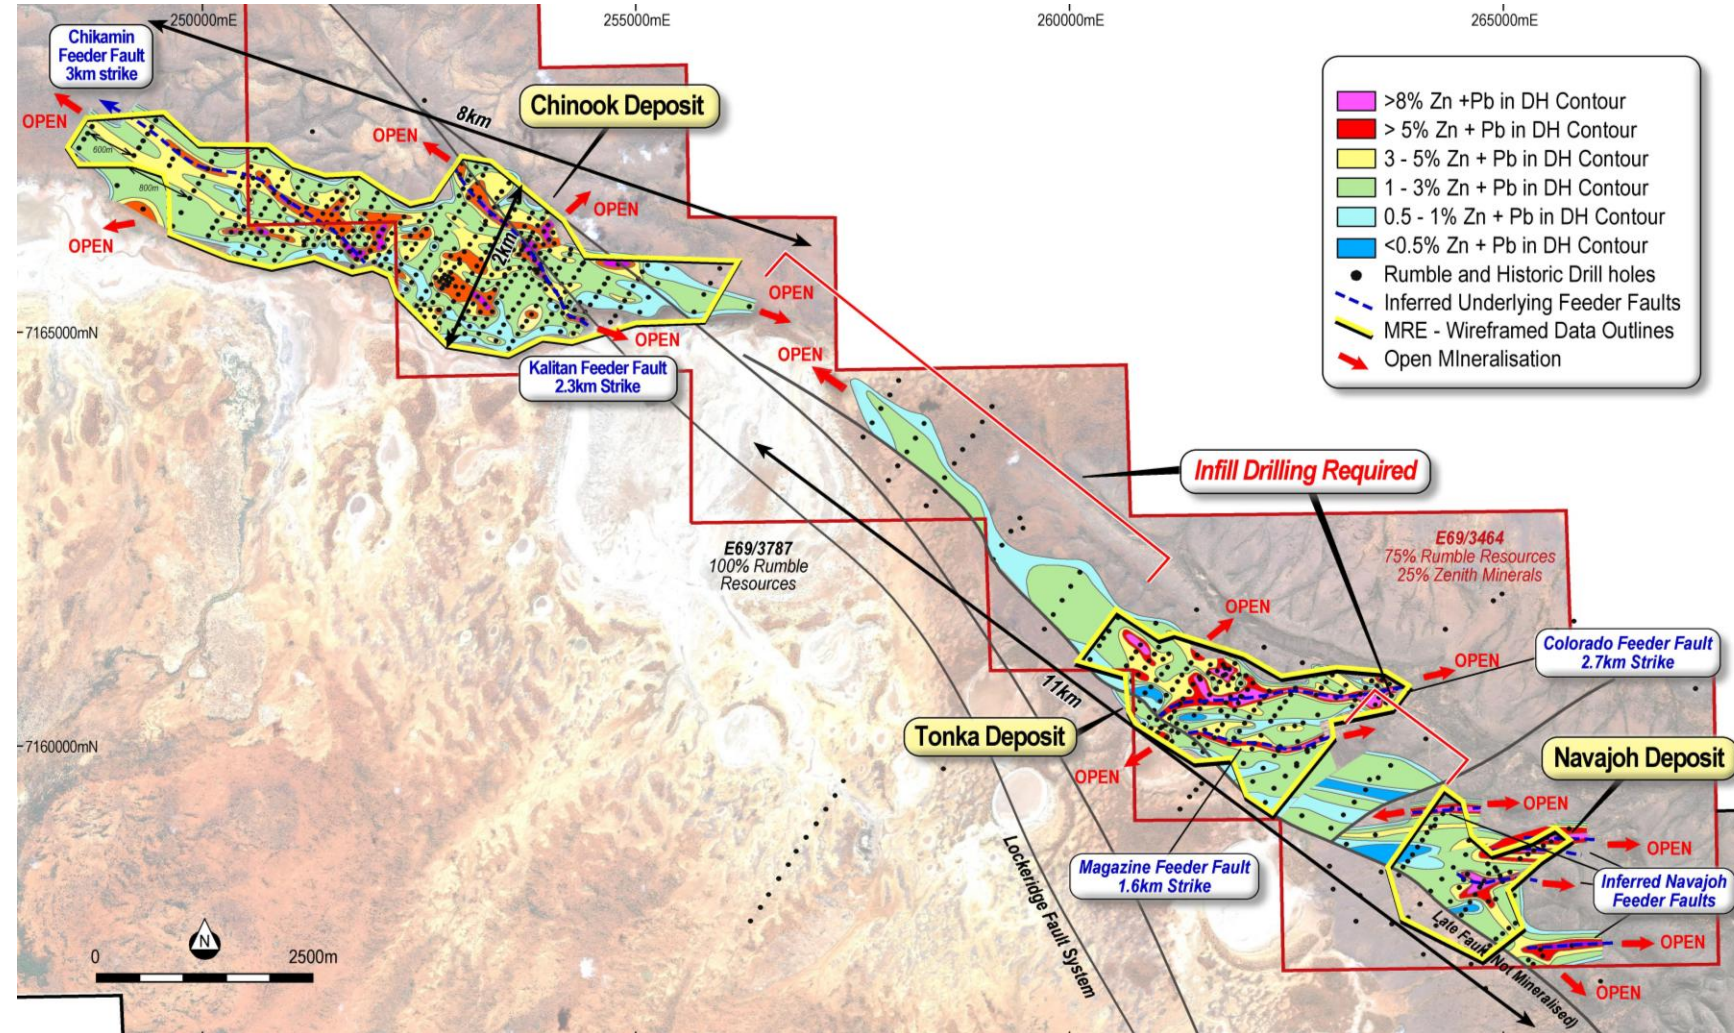 250000mE
255000mE
260000mE
265000mE
Chikamin
Feeder Fault
3km strike
OPEN
8km
Chinook Deposit
OPEN
600m
800m
OPEN
OPEN
2km
OPEN
7165000mN
OPEN
OPEN
Kalitan Feeder Fault
2.3km Strike
>8% Zn +Pb in DH Contour
> 5% Zn + Pb in DH Contour
3 - 5% Zn + Pb in DH Contour
1 - 3% Zn + Pb in DH Contour
0.5 - 1% Zn + Pb in DH Contour
<0.5% Zn + Pb in DH Contour
Rumble and Historic Drill holes
Inferred Underlying Feeder Faults
MRE - Wireframed Data Outlines
Open MIneralisation
Infill Drilling Required
E69/3787
100% Rumble
Resources
E69/3464
75% Rumble Resources
25% Zenith Minerals
OPEN
Colorado Feeder Fault
2.7km Strike
OPEN
11km
Tonka Deposit
7160000mN
OPEN
OPEN
Navajoh Deposit
OPEN
OPEN
Magazine Feeder Fault
1.6km Strike
Inferred Navajoh
Feeder Faults
Lockeridge Fault System
Late Fault (Not Mineralised)
OPEN
OPEN
N
0
2500m